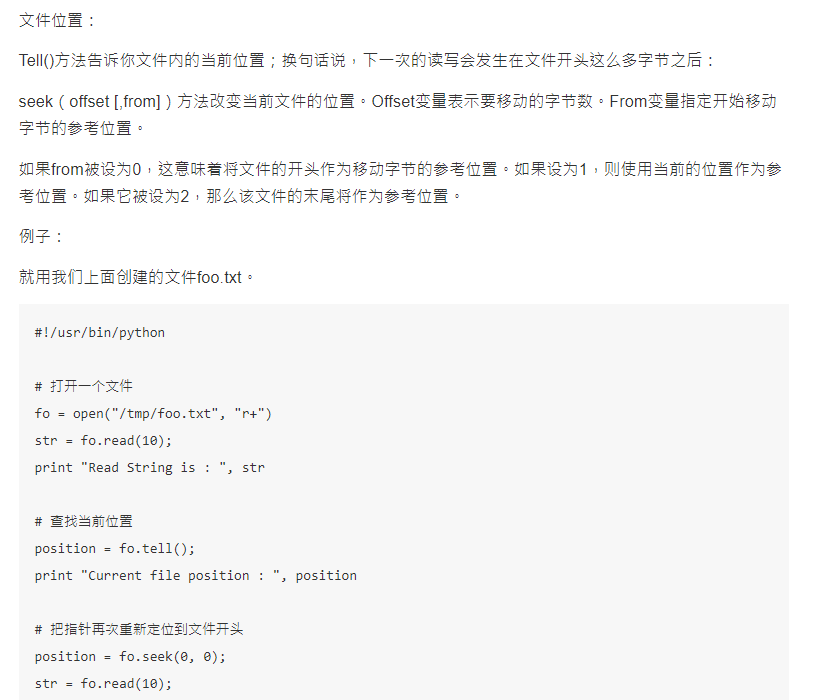 文件位置：
Tell()方法告诉你文件内的当前位置；换句话说，下一次的读写会发生在文件开头这么多字节之后：
seek（offset [,from]）方法改变当前文件的位置。Offset变量表示要移动的字节数。From变量指定开始移动
字节的参考位置。
如果from被设为0，这意味着将文件的开头作为移动字节的参考位置。如果设为1，则使用当前的位置作为参
考位置。如果它被设为2，那么该文件的末尾将作为参考位置。
例子：
就用我们上面创建的文件foo.txt。
#!/usr/bin/python
# 打开一个文件
fo = open("/tmp/foo.txt", "r+")
str = fo.read(10);
print "Read String is : ", str
# 查找当前位置
position = fo.tell();
print "Current file position : ", position
# 把指针再次重新定位到文件开头
position = fo.seek(0, 0);
str = fo.read(10);